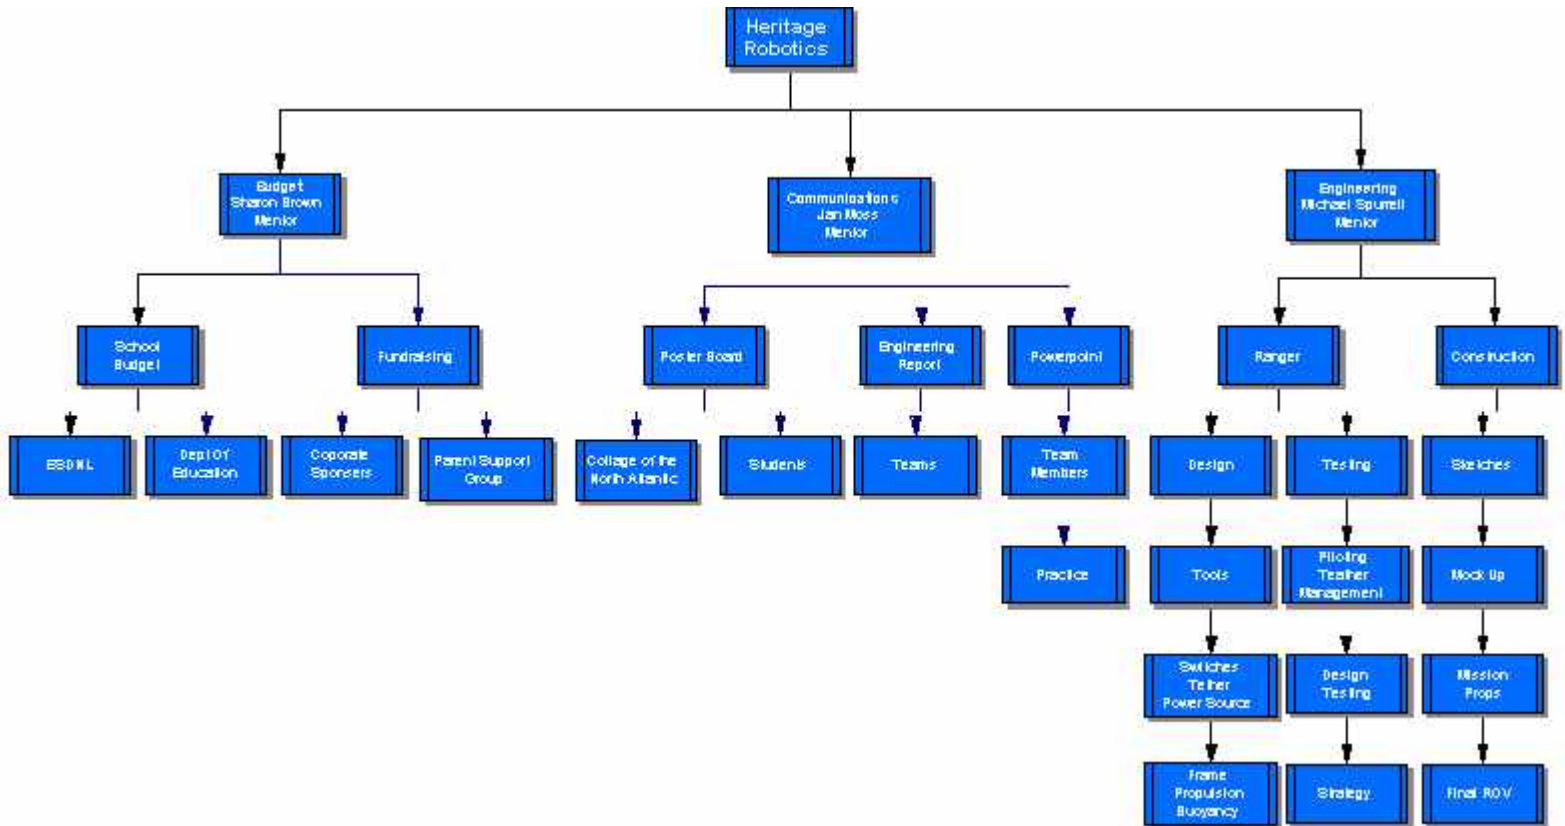 Heritage
Robotics
Budget
Sharon Brown
Mentor
Communications
Jan Moss
Mentor
Engineering
Michael Spurrell
Mentor
School
Budget
Fundraising
Poster Board
Engineering
Report
Powerpoint
Ranger
Construction
ESDNL
Dept Of
Education
Coporate
Sponsers
Parent Support
Group
Collage of the
North Atlantic
Students
Teams
Team
Members
Design
Testing
Sketches
Practice
Tools
Piloting
Teather
Management
Mock Up
Switches
Tether
Power Source
Design
Testing
Mission
Props
Frame
Propulsion
Buoyancy
Strategy
Final ROV